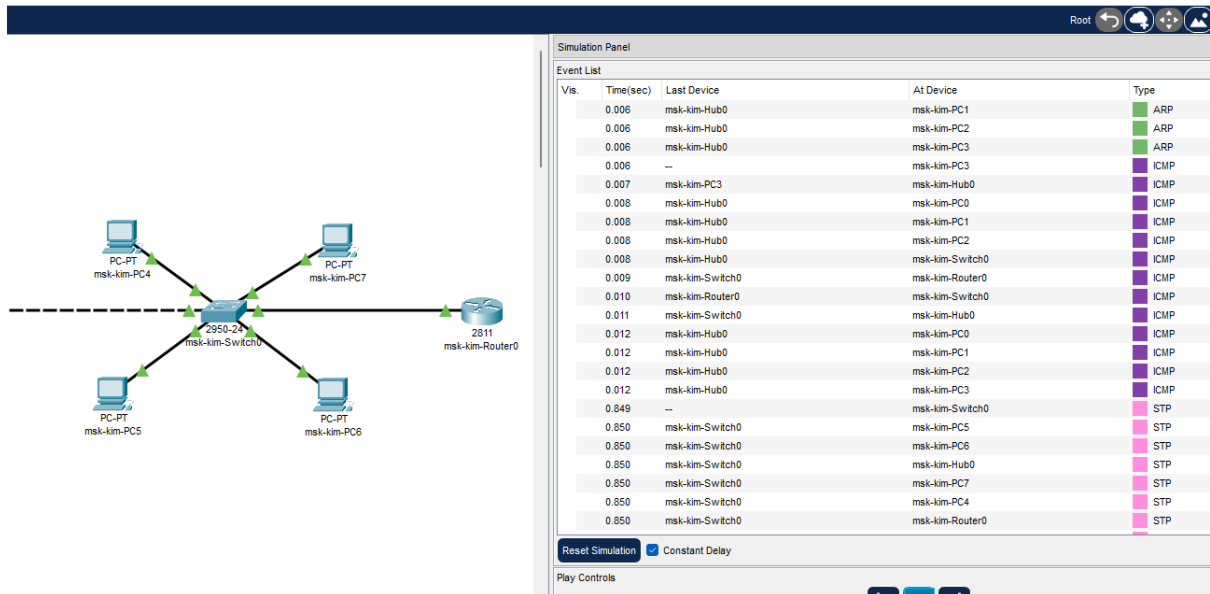 Root
Simulation Panel
Event List
Vis. Time(sec) Last Device At Device Type
0.006 msk-kim-Hub0 msk-kim-PC1 ARP
0.006 msk-kim-Hub0 msk-kim-PC2 ARP
0.006 msk-kim-Hub0 msk-kim-PC3 ARP
0.006 -- msk-kim-PC3 ICMP
0.007 msk-kim-PC3 msk-kim-Hub0 ICMP
0.008 msk-kim-Hub0 msk-kim-PC0 ICMP
0.008 msk-kim-Hub0 msk-kim-PC1 ICMP
0.008 msk-kim-Hub0 msk-kim-PC2 ICMP
0.008 msk-kim-Hub0 msk-kim-Switch0 ICMP
0.009 msk-kim-Switch0 msk-kim-Router0 ICMP
0.010 msk-kim-Router0 msk-kim-Switch0 ICMP
0.011 msk-kim-Switch0 msk-kim-Hub0 ICMP
0.012 msk-kim-Hub0 msk-kim-PC0 ICMP
0.012 msk-kim-Hub0 msk-kim-PC1 ICMP
0.012 msk-kim-Hub0 msk-kim-PC2 ICMP
0.012 msk-kim-Hub0 msk-kim-PC3 ICMP
0.849 -- msk-kim-Switch0 STP
0.850 msk-kim-Switch0 msk-kim-PC5 STP
0.850 msk-kim-Switch0 msk-kim-PC6 STP
0.850 msk-kim-Switch0 msk-kim-Hub0 STP
0.850 msk-kim-Switch0 msk-kim-PC7 STP
0.850 msk-kim-Switch0 msk-kim-PC4 STP
0.850 msk-kim-Switch0 msk-kim-Router0 STP
Reset Simulation Constant Delay
Play Controls
PC-PT
msk-kim-PC4
PC-PT
msk-kim-PC7
2950-24
msk-kim-Switch0
2811
msk-kim-Router0
PC-PT
msk-kim-PC5
PC-PT
msk-kim-PC6